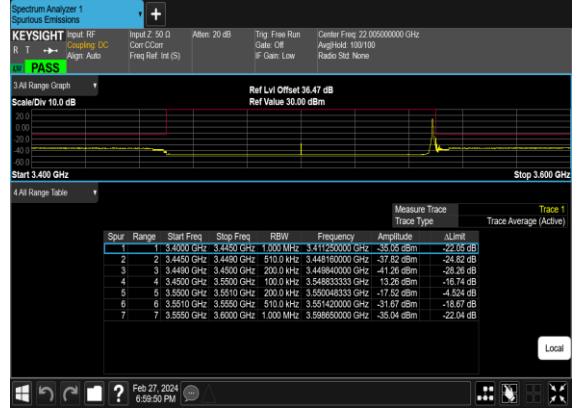 Spectrum Analyzer 1
Spurious Emissions
+
KEYSIGHT Input: RF Input Z: 50 Ω Atten: 20 dB Trig: Free Run Center Freq: 22.005000000 GHz
R T Coupling: DC Corr CCorr Gate: Off Avg|Hold: 100/100
Align: Auto Freq Ref: Int (S) IF Gain: Low Radio Std: None
PASS
3 All Range Graph
Ref Lvl Offset 36.47 dB
Scale/Div 10.0 dB Ref Value 30.00 dBm
20.0
0.00
-20.0
-40.0
-60.0
Start 3.400 GHz Stop 3.600 GHz
4 All Range Table
Measure Trace Trace 1
Trace Type Trace Average (Active)
Spur Range Start Freq Stop Freq RBW Frequency Amplitude ΔLimit
1 1 3.4000 GHz 3.4450 GHz 1.000 MHz 3.411250000 GHz -35.05 dBm -22.05 dB
2 2 3.4450 GHz 3.4490 GHz 510.0 kHz 3.448160000 GHz -37.82 dBm -24.82 dB
3 3 3.4490 GHz 3.4500 GHz 200.0 kHz 3.449840000 GHz -41.26 dBm -28.26 dB
4 4 3.4500 GHz 3.5500 GHz 100.0 kHz 3.548833333 GHz 13.26 dBm -16.74 dB
5 5 3.5500 GHz 3.5510 GHz 200.0 kHz 3.550048333 GHz -17.52 dBm -4.524 dB
6 6 3.5510 GHz 3.5550 GHz 510.0 kHz 3.551420000 GHz -31.67 dBm -18.67 dB
7 7 3.5550 GHz 3.6000 GHz 1.000 MHz 3.598650000 GHz -35.04 dBm -22.04 dB
Local
? Feb 27, 2024
6:59:50 PM